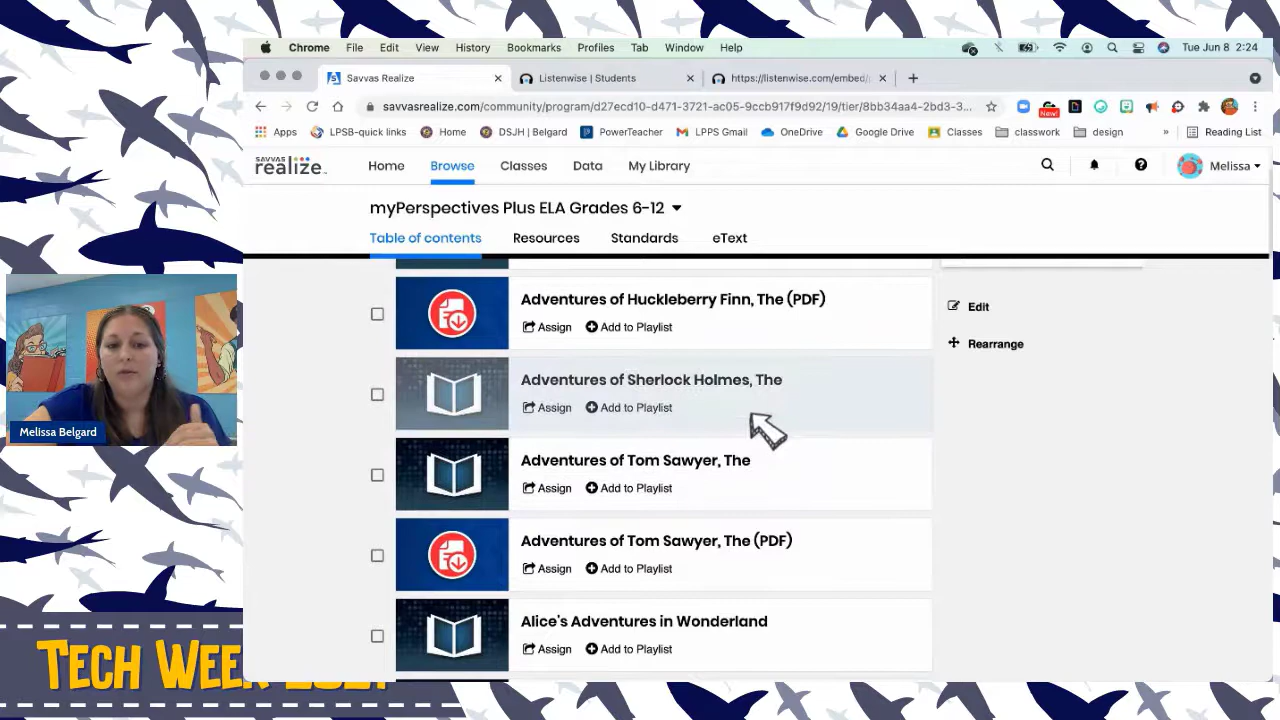 Chrome File Edit View History Bookmarks Profiles Tab Window Help Tue Jun 8 2:24
Savvas Realize Listenwise | Students https://listenwise.com/embed/
savvasrealize.com/community/program/d27ecd10-d471-3721-ac05-9ccb917f9d92/19/tier/8bb34aa4-2bd3-3... New!
Apps LPSB-quick links Home DSJH | Belgard PowerTeacher LPPS Gmail OneDrive Google Drive Classes classwork design » Reading List
SAVVAS realize™ Home Browse Classes Data My Library Melissa
myPerspectives Plus ELA Grades 6-12
Table of contents Resources Standards eText
Adventures of Huckleberry Finn, The (PDF)
Assign Add to Playlist
Edit
Rearrange
Adventures of Sherlock Holmes, The
Assign Add to Playlist
Adventures of Tom Sawyer, The
Assign Add to Playlist
Adventures of Tom Sawyer, The (PDF)
Assign Add to Playlist
Alice's Adventures in Wonderland
Assign Add to Playlist
Melissa Belgard
TECH WEEK